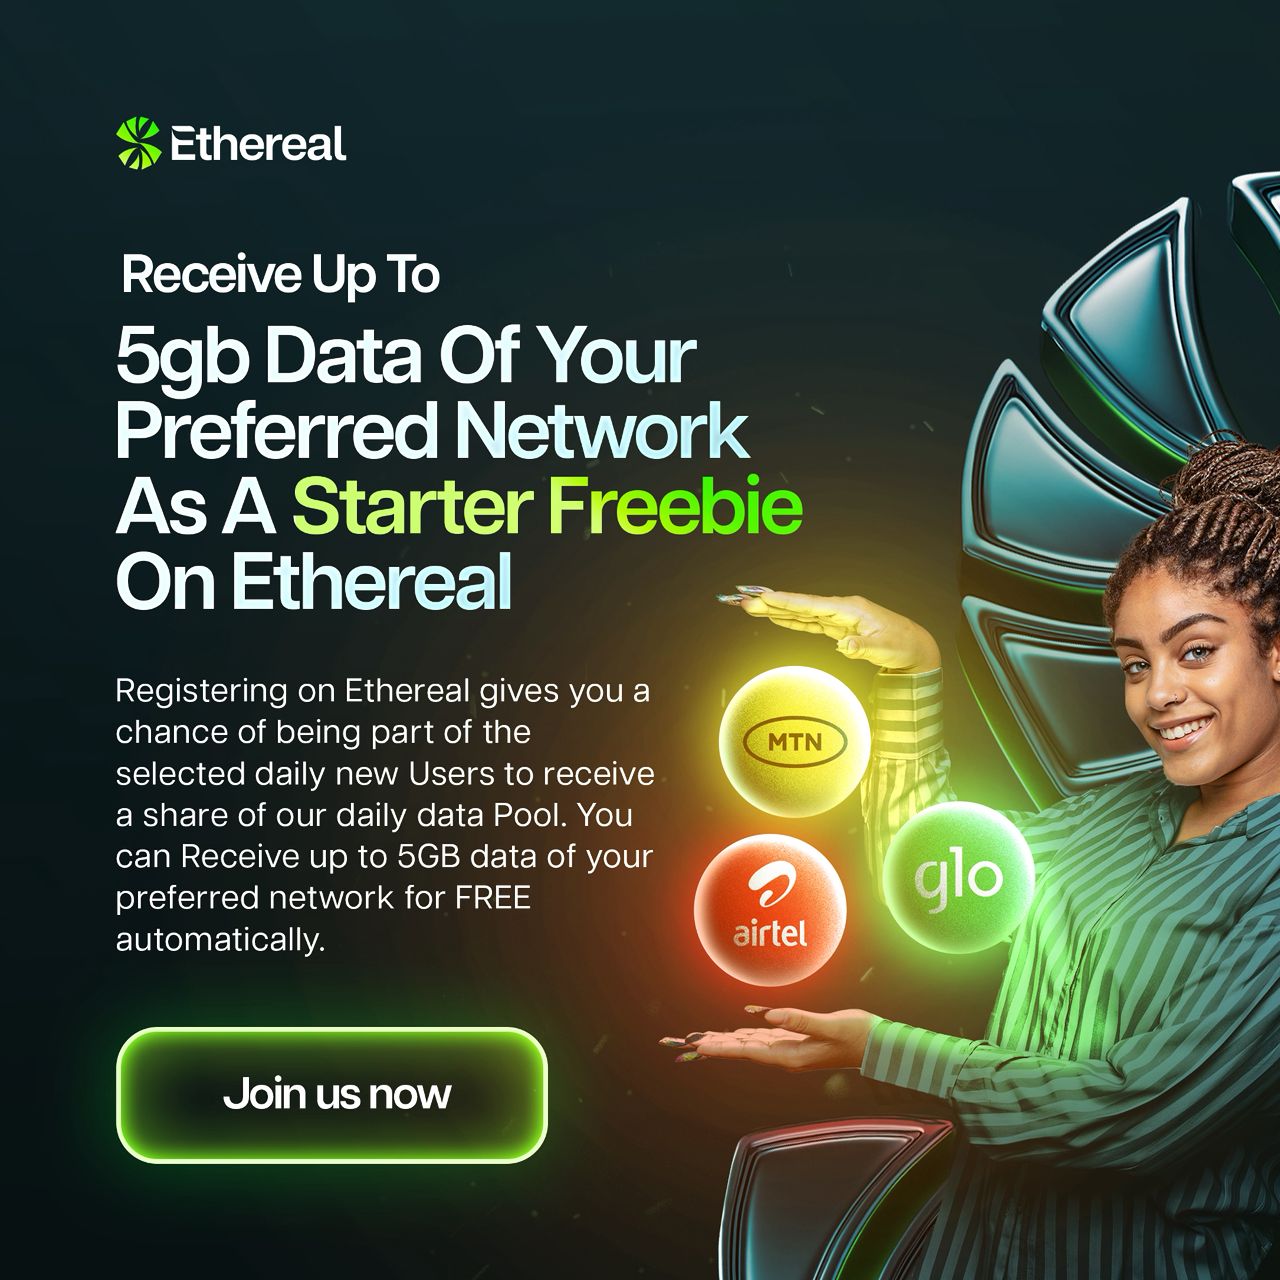 Ethereal
Receive Up To
5gb Data Of Your
Preferred Network
As A Starter Freebie
On Ethereal
Registering on Ethereal gives you a
chance of being part of the
selected daily new Users to receive
a share of our daily data Pool. You
can Receive up to 5GB data of your
preferred network for FREE
automatically.
MTN
glo
airtel
Join us now